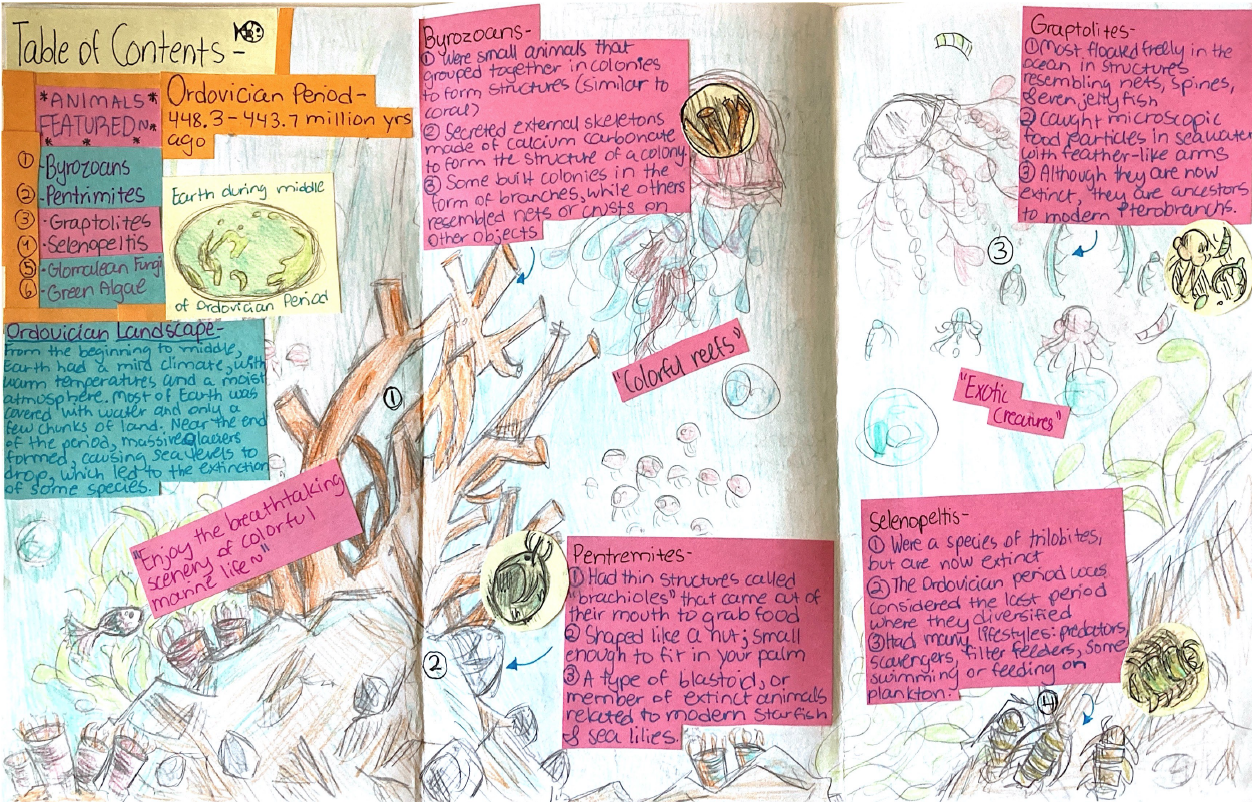 Table of Contents-
*ANIMALS*
FEATURED~
* * *
① -Byrozoans
② -Pentrimites
③ -Graptolites
④ -Selenopeltis
⑤ -Glomalean Fungi
⑥ -Green Algae
Ordovician Period-
448.3-443.7 million yrs
ago
Earth during middle
of Ordovician Period
Ordovician Landscape-
From the beginning to middle,
earth had a mild climate, with
warm temperatures and a moist
atmosphere. Most of Earth was
covered with water and only a
few chunks of land. Near the end
of the period, massive glaciers
formed, causing sea levels to
drop, which led to the extinction
of some species.
"Enjoy the breathtaking
scenery of colorful
marine life~"
①
Byrozoans-
① Were small animals that
grouped together in colonies
to form structures (similar to
coral)
② Secreted external skeletons
made of calcium carbonate
to form the structure of a colony.
③ Some built colonies in the
form of branches, while others
resembled nets or crusts on
other objects.
"Colorful reefs"
②
Pentremites-
① Had thin structures called
"brachioles" that came out of
their mouth to grab food
② Shaped like a nut; small
enough to fit in your palm
③ A type of blastoid, or
member of extinct animals
related to modern starfish
& sea lilies.
Graptolites-
① Most floated freely in the
ocean in structures
resembling nets, spines,
& even jellyfish
② Caught microscopic
food particles in seawater
with feather-like arms
③ Although they are now
extinct, they are ancestors
to modern pterobranchs.
③
"Exotic
Creatures"
Selenopeltis-
① Were a species of trilobites,
but are now extinct
② The Ordovician period was
considered the last period
where they diversified
③ Had many lifestyles: predators,
scavengers, filter feeders, some
swimming or feeding on
plankton.
④